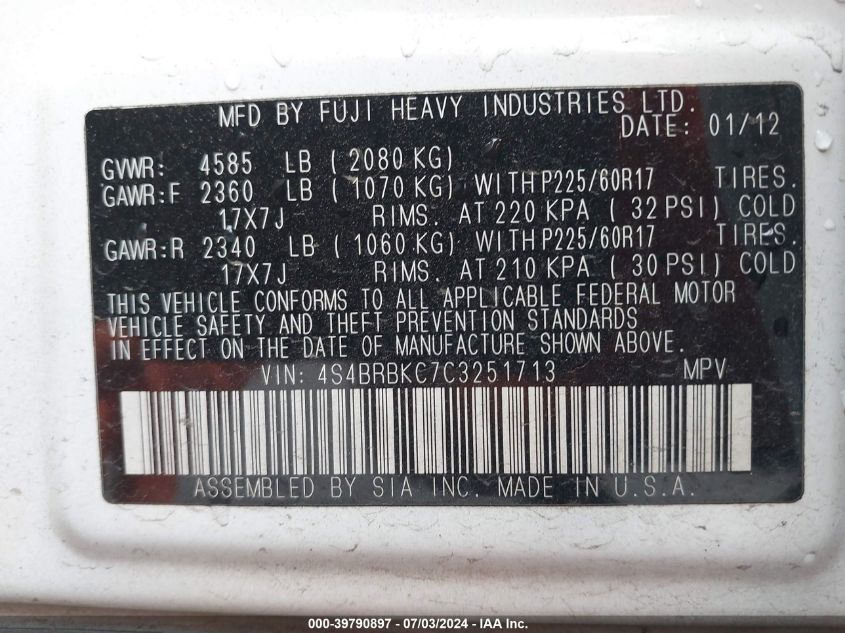 MFD BY FUJI HEAVY INDUSTRIES LTD.
DATE: 01/12
GVWR: 4585 LB (2080 KG)
GAWR:F 2360 LB (1070 KG) WITH P225/60R17 TIRES.
17X7J RIMS. AT 220 KPA (32 PSI) COLD
GAWR:R 2340 LB (1060 KG) WITH P225/60R17 TIRES.
17X7J RIMS. AT 210 KPA (30 PSI) COLD
THIS VEHICLE CONFORMS TO ALL APPLICABLE FEDERAL MOTOR
VEHICLE SAFETY AND THEFT PREVENTION STANDARDS
IN EFFECT ON THE DATE OF MANUFACTURE SHOWN ABOVE.
VIN: 4S4BRBKC7C3251713 MPV
ASSEMBLED BY SIA INC. MADE IN U.S.A.
000-39790897 - 07/03/2024 - COPYRIGHT IAA, LLC.